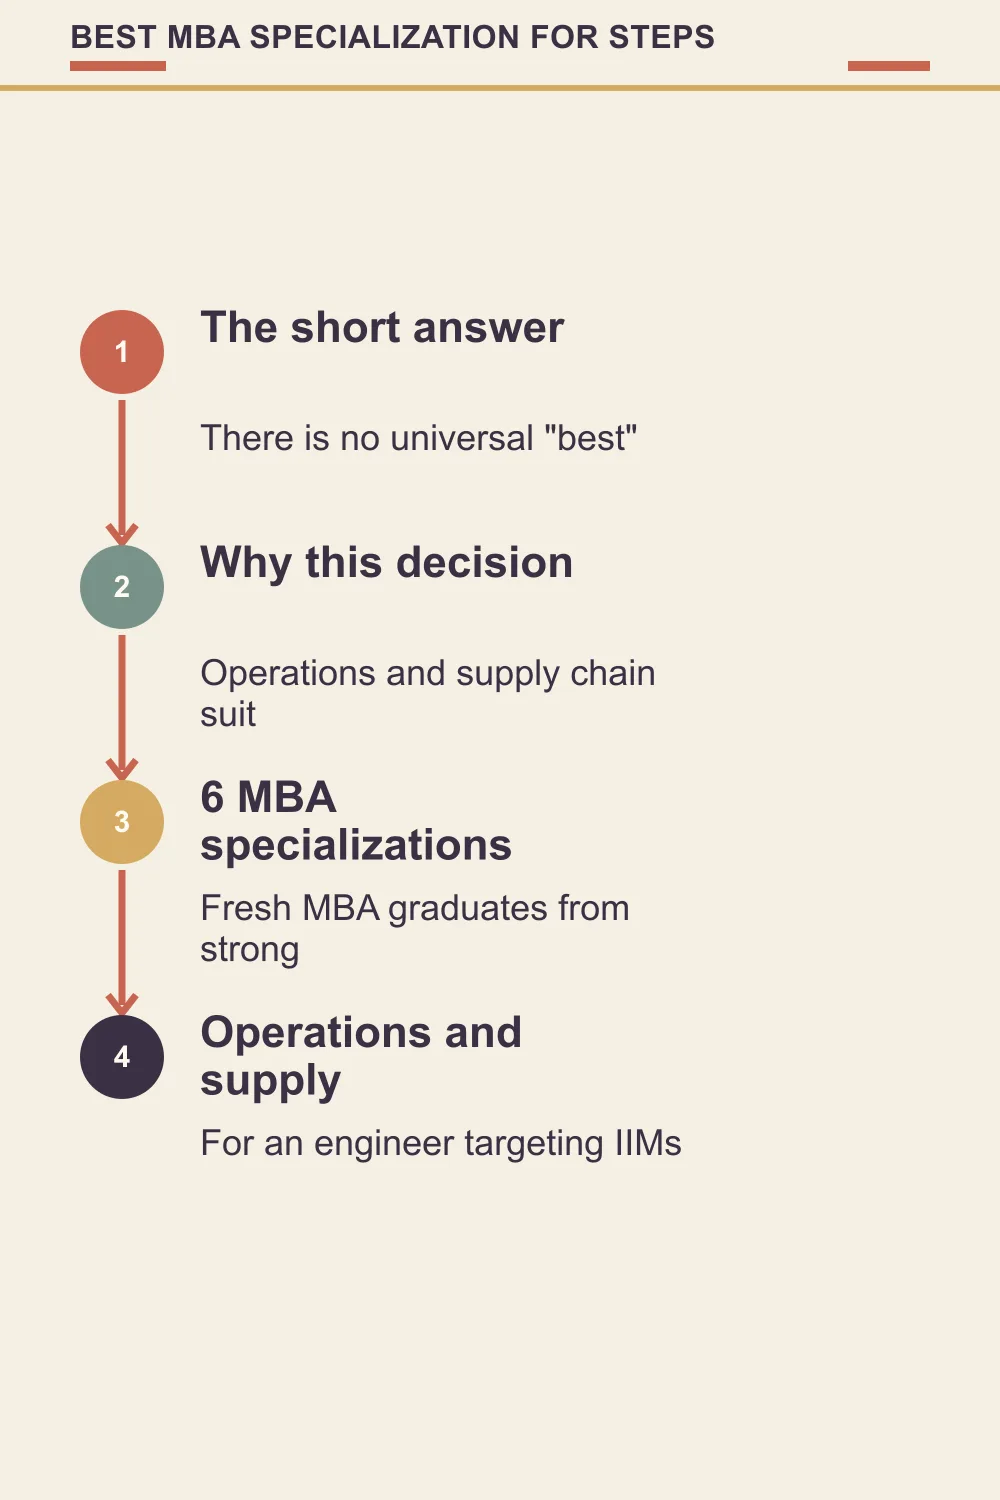 BEST MBA SPECIALIZATION FOR STEPS
1
The short answer
There is no universal "best"
2
Why this decision
Operations and supply chain
suit
3
6 MBA
specializations
Fresh MBA graduates from
strong
4
Operations and
supply
For an engineer targeting IIMs